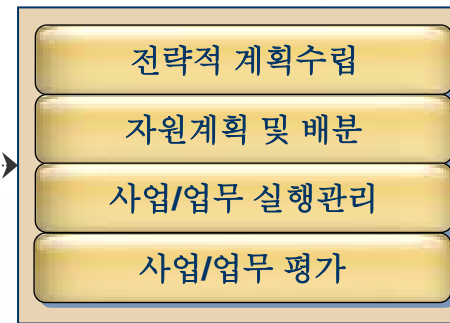 전략적 계획수립
자원계획 및 배분
사업/업무 실행관리
사업/업무 평가